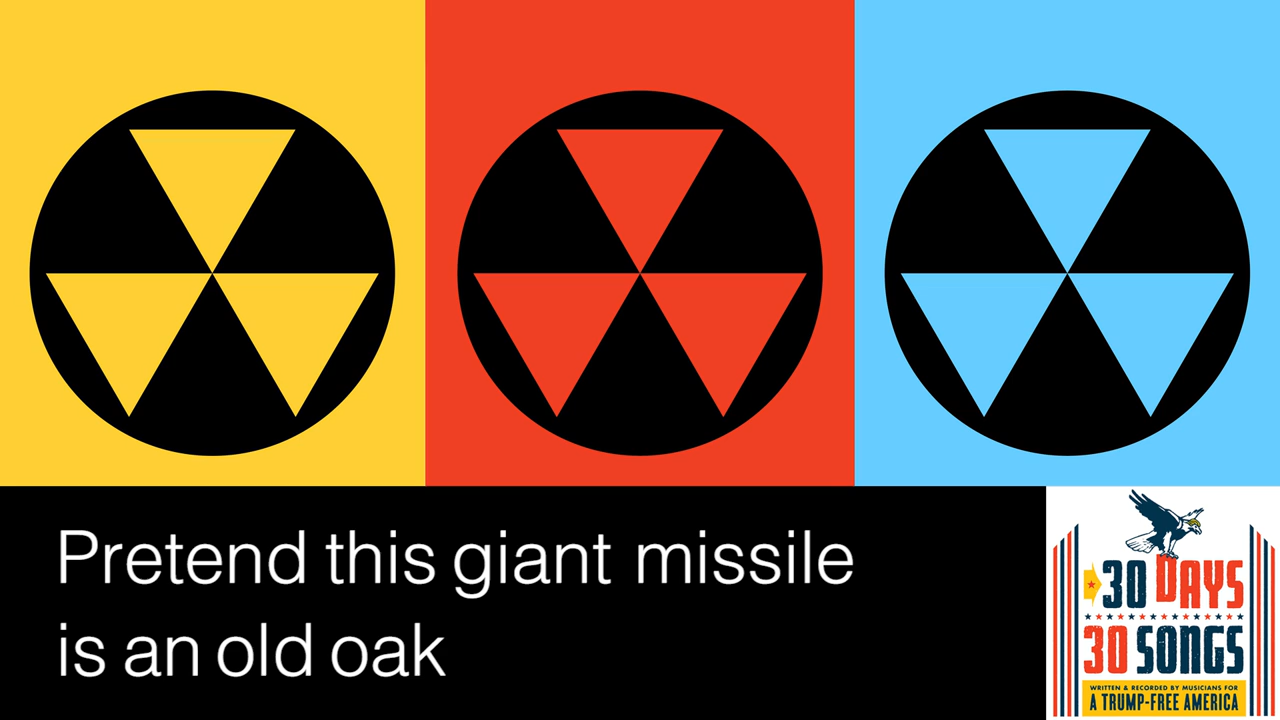 Pretend this giant missile
is an old oak
30 DAYS
30 SONGS
WRITTEN & RECORDED BY MUSICIANS FOR
A TRUMP-FREE AMERICA